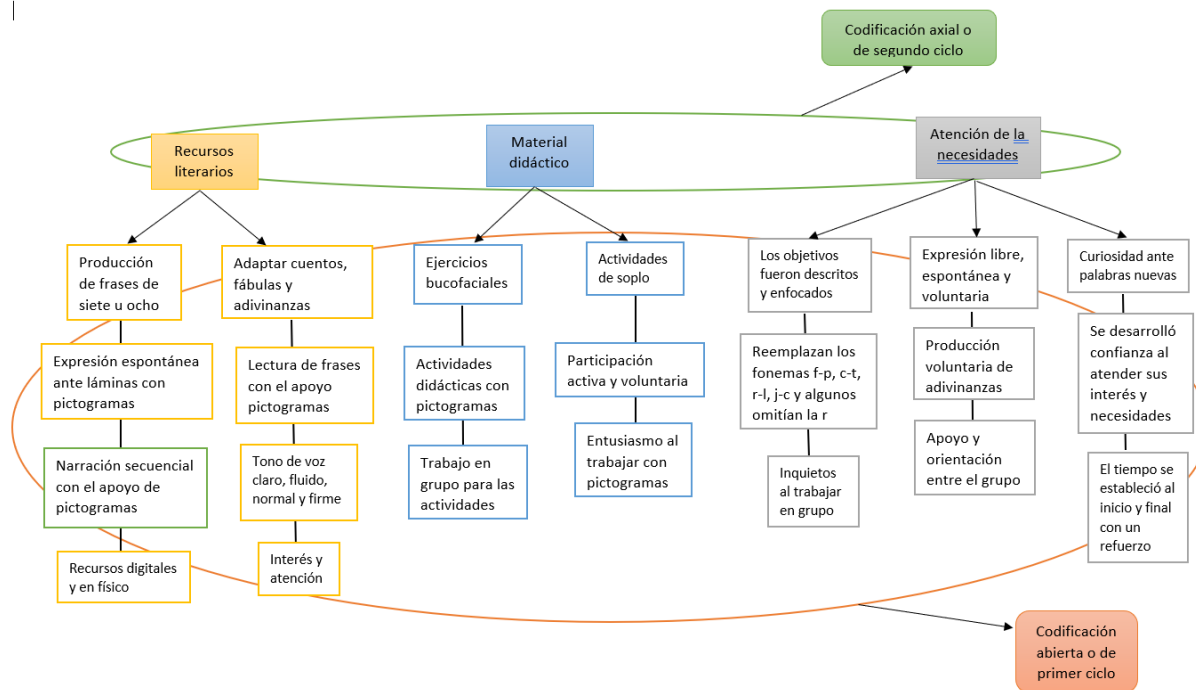 Codificación axial o
de segundo ciclo
Recursos
literarios
Material
didáctico
Atención de la
necesidades
Producción
de frases de
siete u ocho
Adaptar cuentos,
fábulas y
adivinanzas
Ejercicios
bucofaciales
Actividades
de soplo
Los objetivos
fueron descritos
y enfocados
Expresión libre,
espontánea y
voluntaria
Curiosidad ante
palabras nuevas
Expresión espontánea
ante láminas con
pictogramas
Lectura de frases
con el apoyo
pictogramas
Actividades
didácticas con
pictogramas
Participación
activa y voluntaria
Reemplazan los
fonemas f-p, c-t,
r-l, j-c y algunos
omitían la r
Producción
voluntaria de
adivinanzas
Se desarrolló
confianza al
atender sus
interés y
necesidades
Narración secuencial
con el apoyo de
pictogramas
Tono de voz
claro, fluido,
normal y firme
Trabajo en
grupo para las
actividades
Entusiasmo al
trabajar con
pictogramas
Inquietos
al trabajar
en grupo
Apoyo y
orientación
entre el grupo
El tiempo se
estableció al
inicio y final
con un
refuerzo
Recursos digitales
y en físico
Interés y
atención
Codificación
abierta o de
primer ciclo